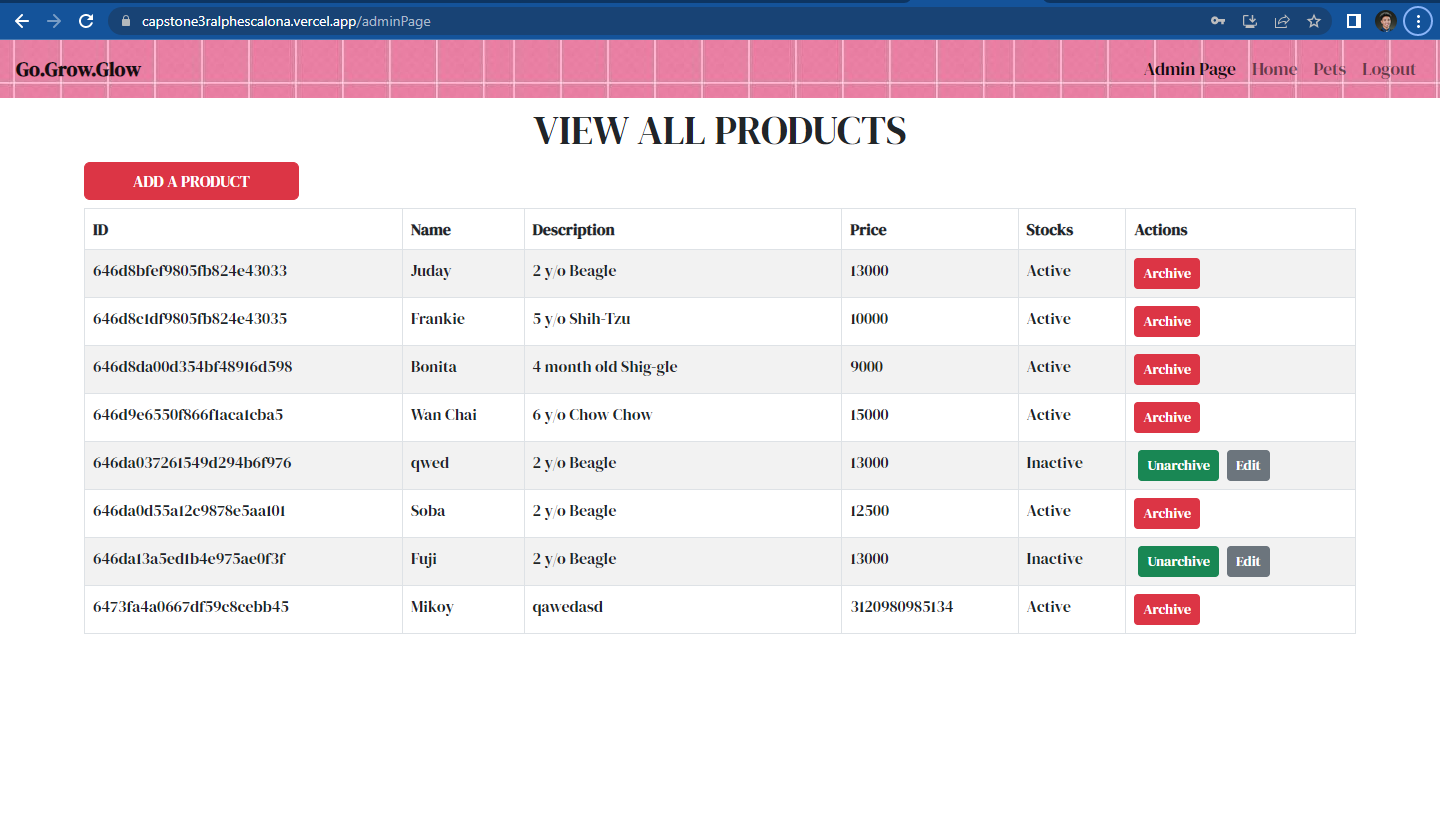 capstone3ralphescalona.vercel.app/adminPage
Go.Grow.Glow Admin Page Home Pets Logout
VIEW ALL PRODUCTS
ADD A PRODUCT
ID Name Description Price Stocks Actions
646d8bfef9805fb824e43033 Juday 2 y/o Beagle 13000 Active Archive
646d8c1df9805fb824e43035 Frankie 5 y/o Shih-Tzu 10000 Active Archive
646d8da00d354bf48916d598 Bonita 4 month old Shig-gle 9000 Active Archive
646d9e6550f866f1aca1cba5 Wan Chai 6 y/o Chow Chow 15000 Active Archive
646da037261549d294b6f976 qwed 2 y/o Beagle 13000 Inactive Unarchive Edit
646da0d55a12c9878e5aa101 Soba 2 y/o Beagle 12500 Active Archive
646da13a5ed1b4e975ae0f3f Fuji 2 y/o Beagle 13000 Inactive Unarchive Edit
6473fa4a0667df59c8cebb45 Mikoy qawedasd 3120980985134 Active Archive